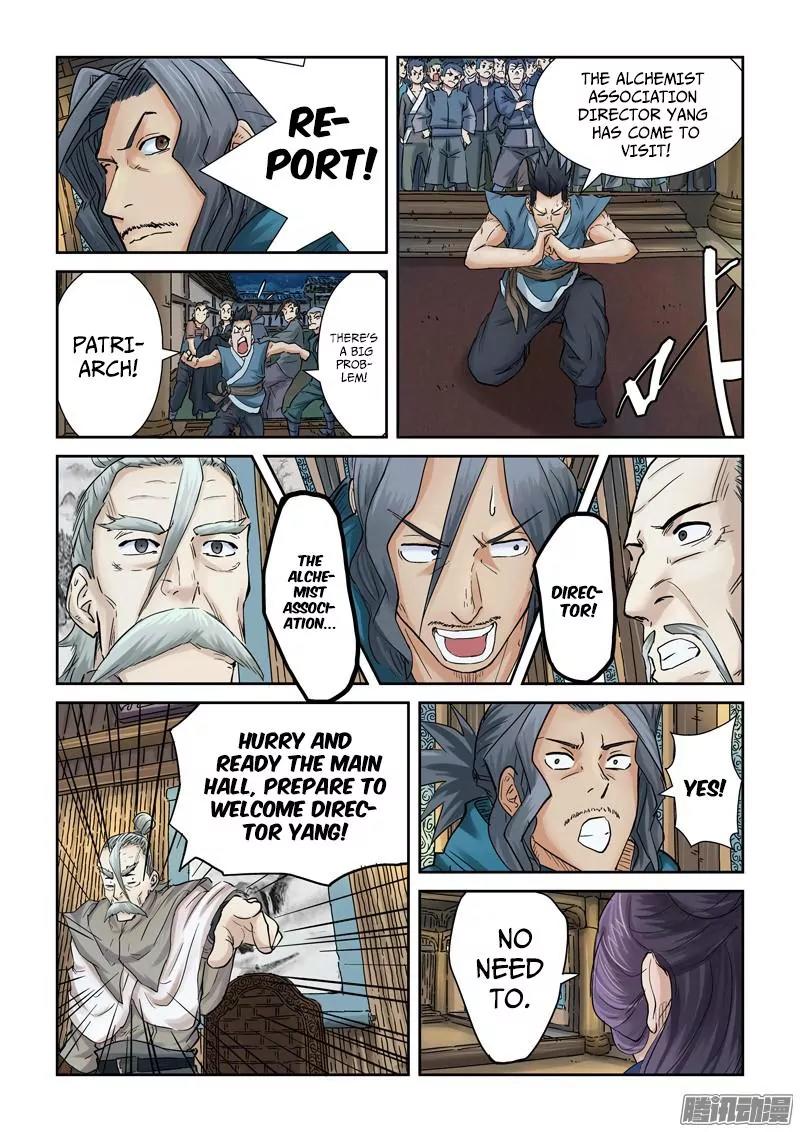 RE-
PORT!
THE ALCHEMIST
ASSOCIATION
DIRECTOR YANG
HAS COME TO
VISIT!
PATRI-
ARCH!
THERE'S
A BIG
PROB-
LEM!
THE
ALCHE-
MIST
ASSOCI-
ATION...
DIREC-
TOR!
HURRY AND
READY THE MAIN
HALL, PREPARE TO
WELCOME DIREC-
TOR YANG!
YES!
NO
NEED
TO.
腾讯动漫